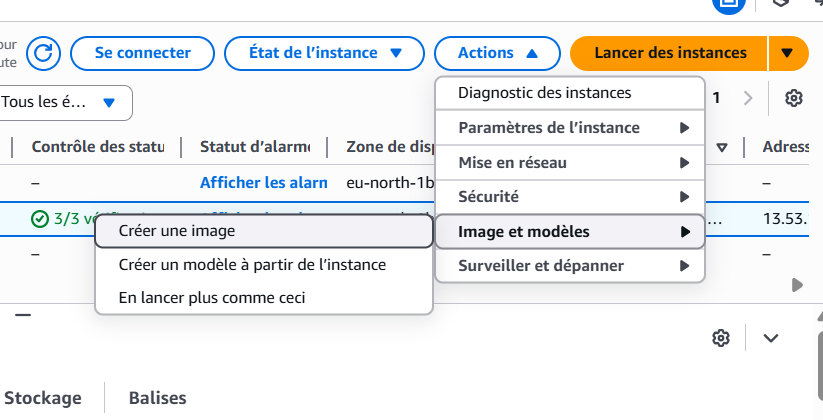 our
ute
Se connecter
État de l’instance
Actions
Lancer des instances
Tous les é...
1
Contrôle des statu
Statut d’alarme
Zone de disp
Adress
–
Afficher les alarn
eu-north-1b
–
3/3
...
13.53.
–
–
Diagnostic des instances
Paramètres de l’instance
Mise en réseau
Sécurité
Image et modèles
Surveiller et dépanner
Créer une image
Créer un modèle à partir de l’instance
En lancer plus comme ceci
Stockage
Balises